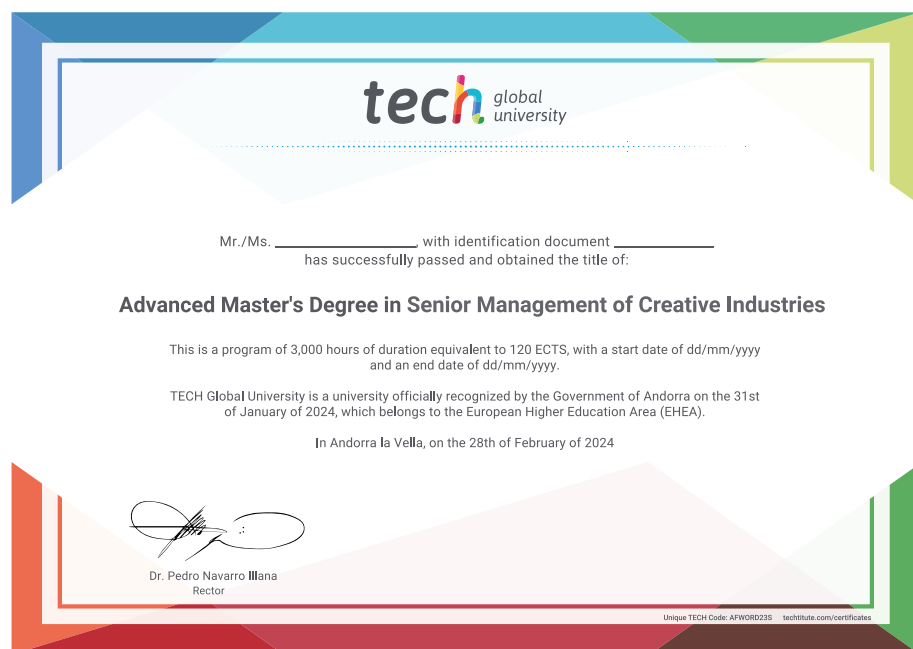 tech global
university
Mr./Ms. , with identification document
has successfully passed and obtained the title of:
Advanced Master's Degree in Senior Management of Creative Industries
This is a program of 3,000 hours of duration equivalent to 120 ECTS, with a start date of dd/mm/yyyy
and an end date of dd/mm/yyyy.
TECH Global University is a university officially recognized by the Government of Andorra on the 31st
of January of 2024, which belongs to the European Higher Education Area (EHEA).
In Andorra la Vella, on the 28th of February of 2024
Dr. Pedro Navarro Illana
Rector
Unique TECH Code: AFWORD23S techtitute.com/certificates